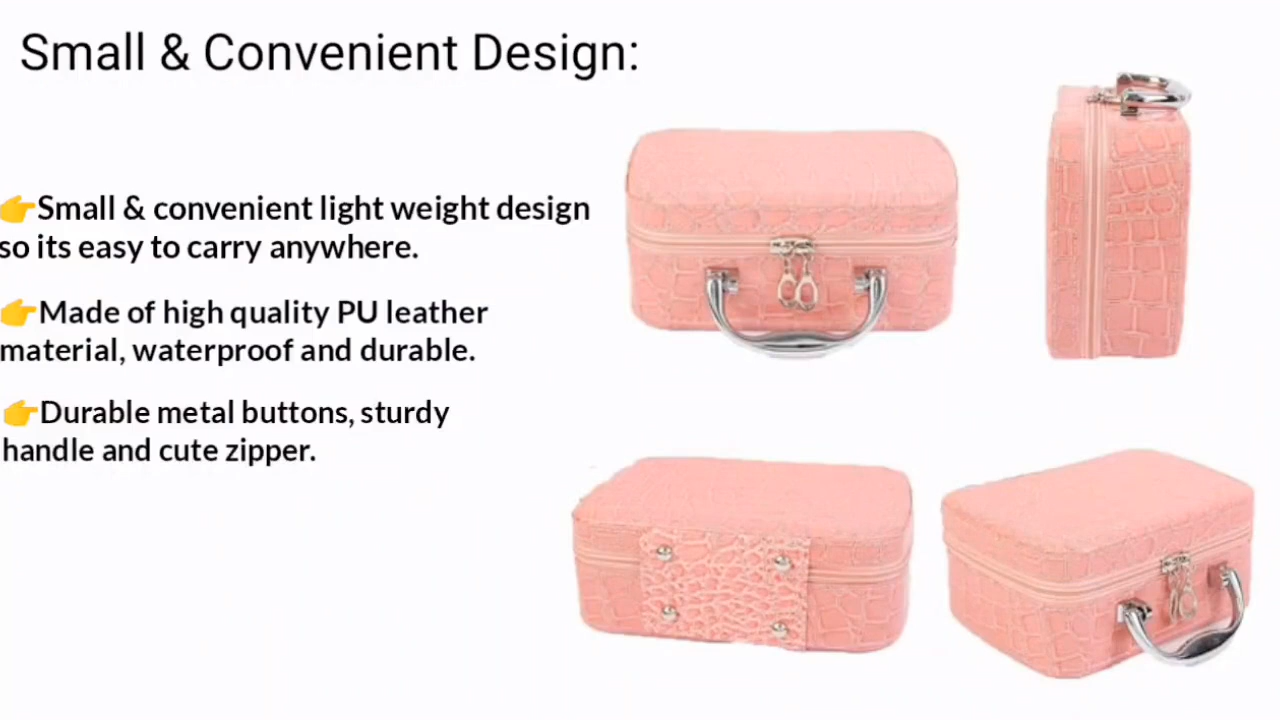 Small & Convenient Design:
👉Small & convenient light weight design
so its easy to carry anywhere.
👉Made of high quality PU leather
material, waterproof and durable.
👉Durable metal buttons, sturdy
handle and cute zipper.